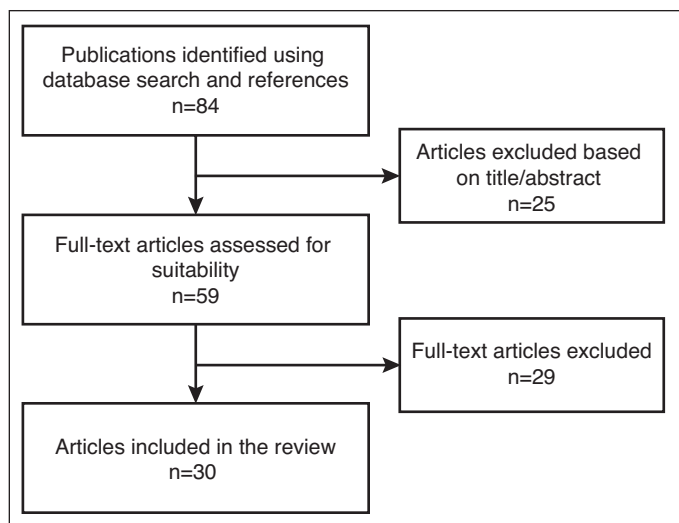 Publications identified using
database search and references
n=84
Articles excluded based
on title/abstract
n=25
Full-text articles assessed for
suitability
n=59
Full-text articles excluded
n=29
Articles included in the review
n=30